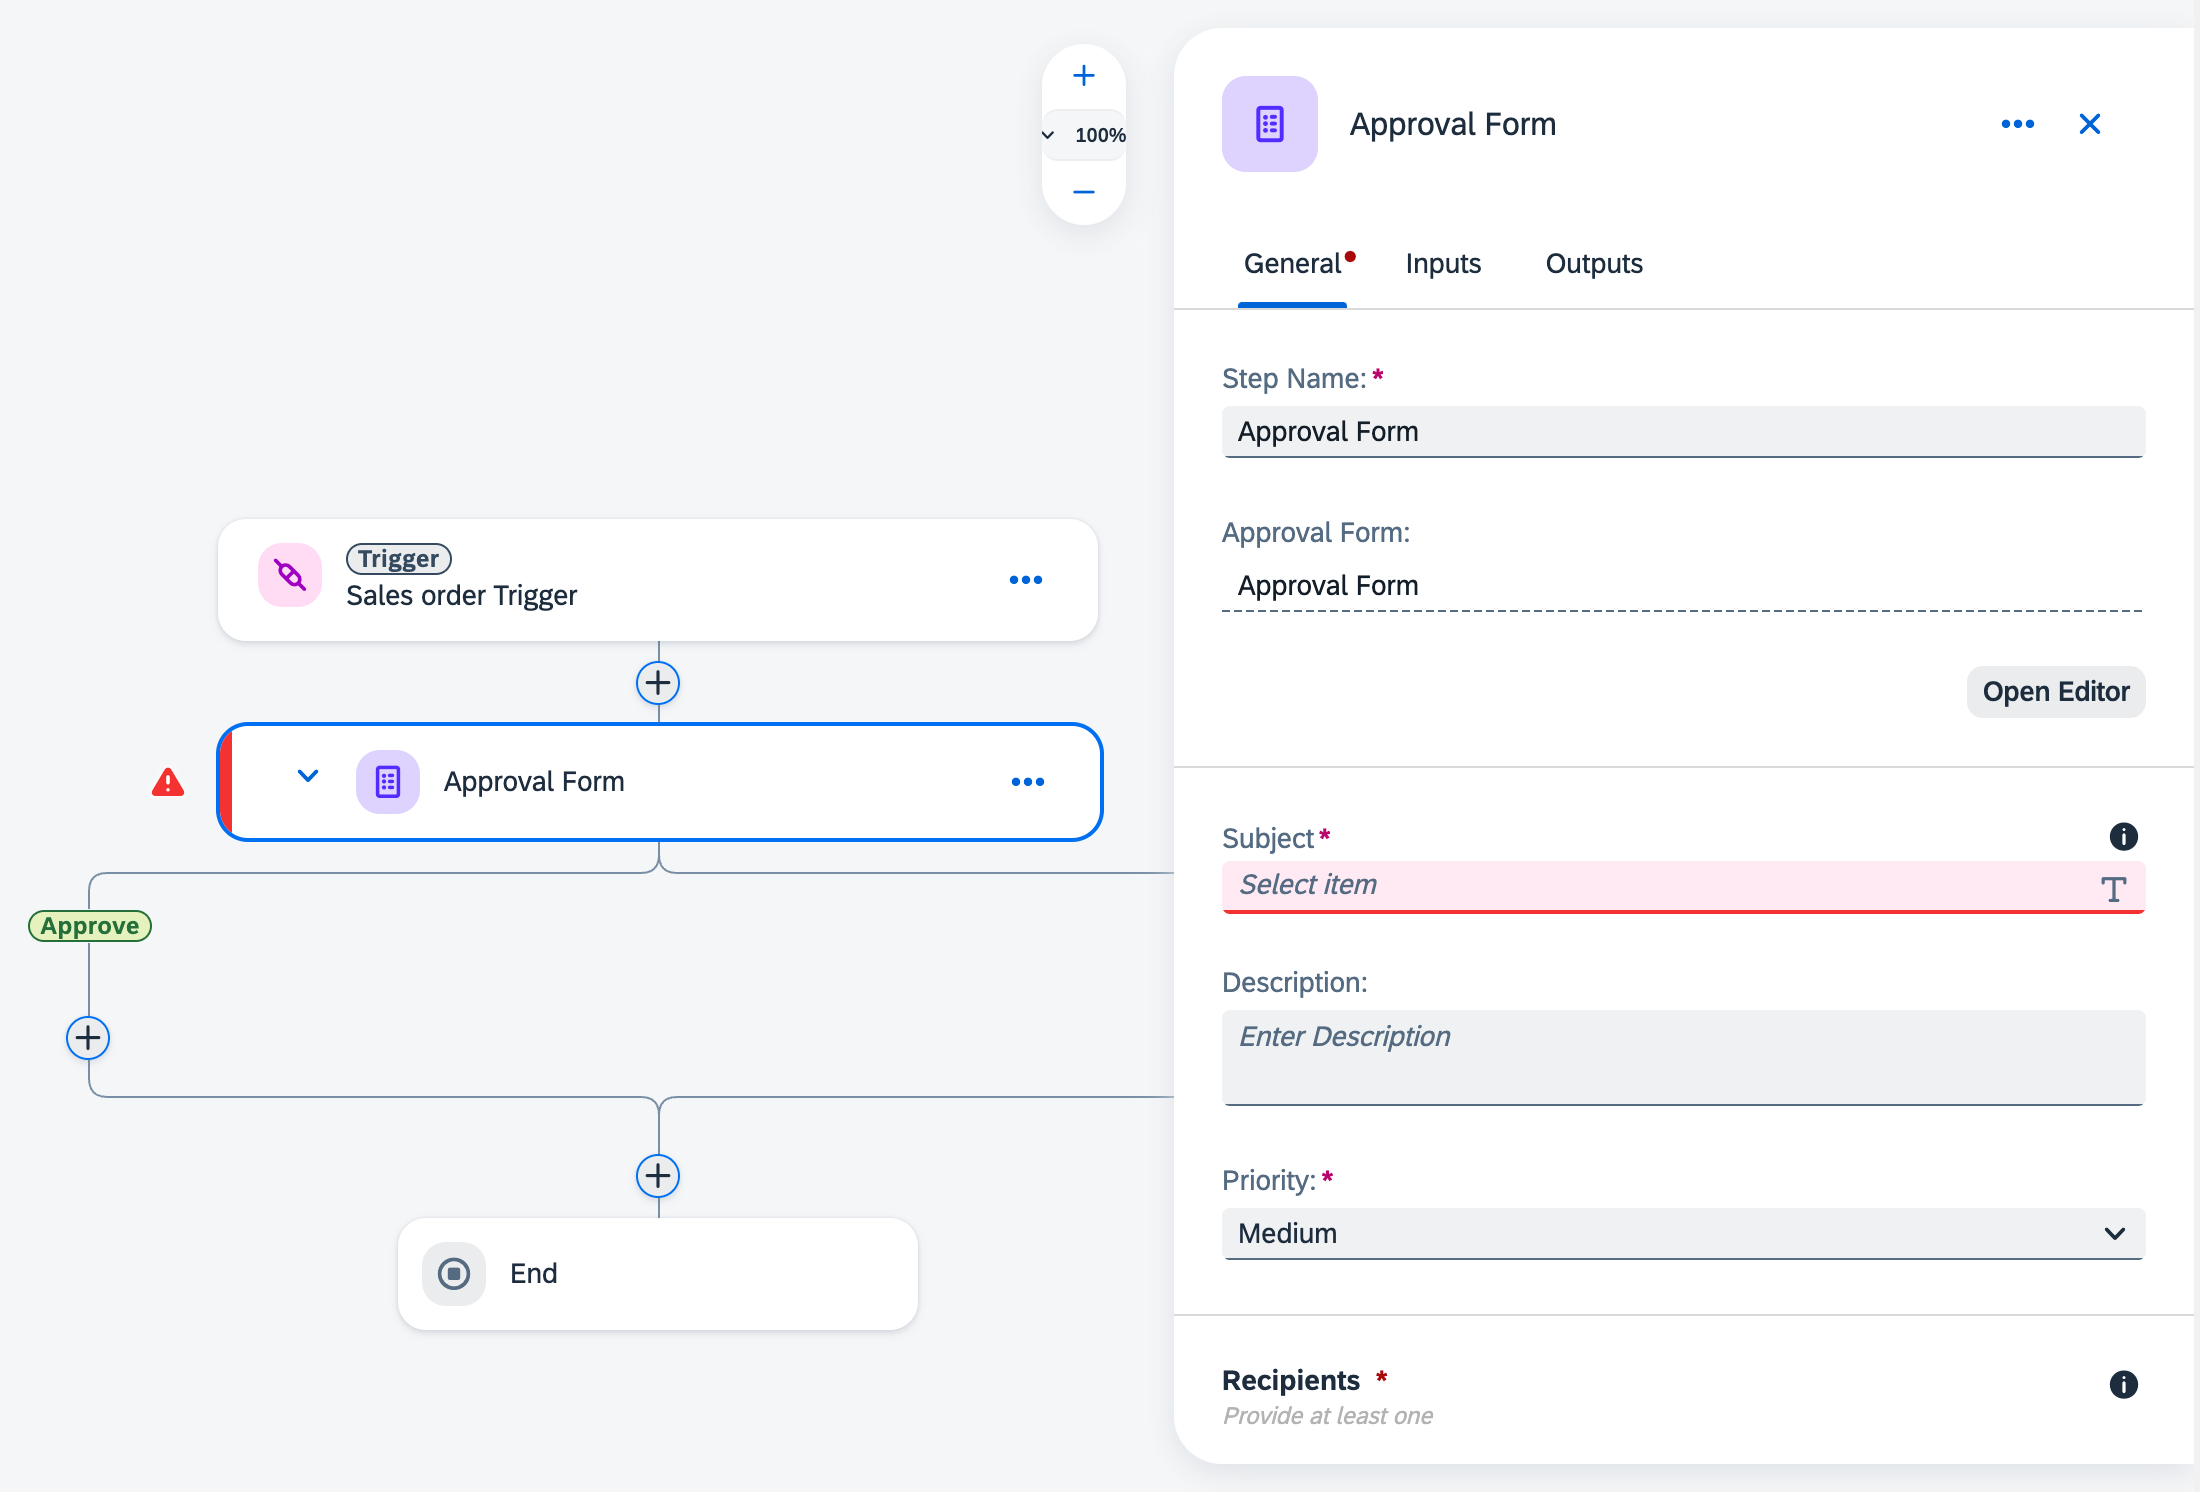 100%
Trigger
Sales order Trigger
Approval Form
Approve
End
Approval Form
General Inputs Outputs
Step Name: *
Approval Form
Approval Form:
Approval Form
Open Editor
Subject *
Select item
Description:
Enter Description
Priority: *
Medium
Recipients *
Provide at least one